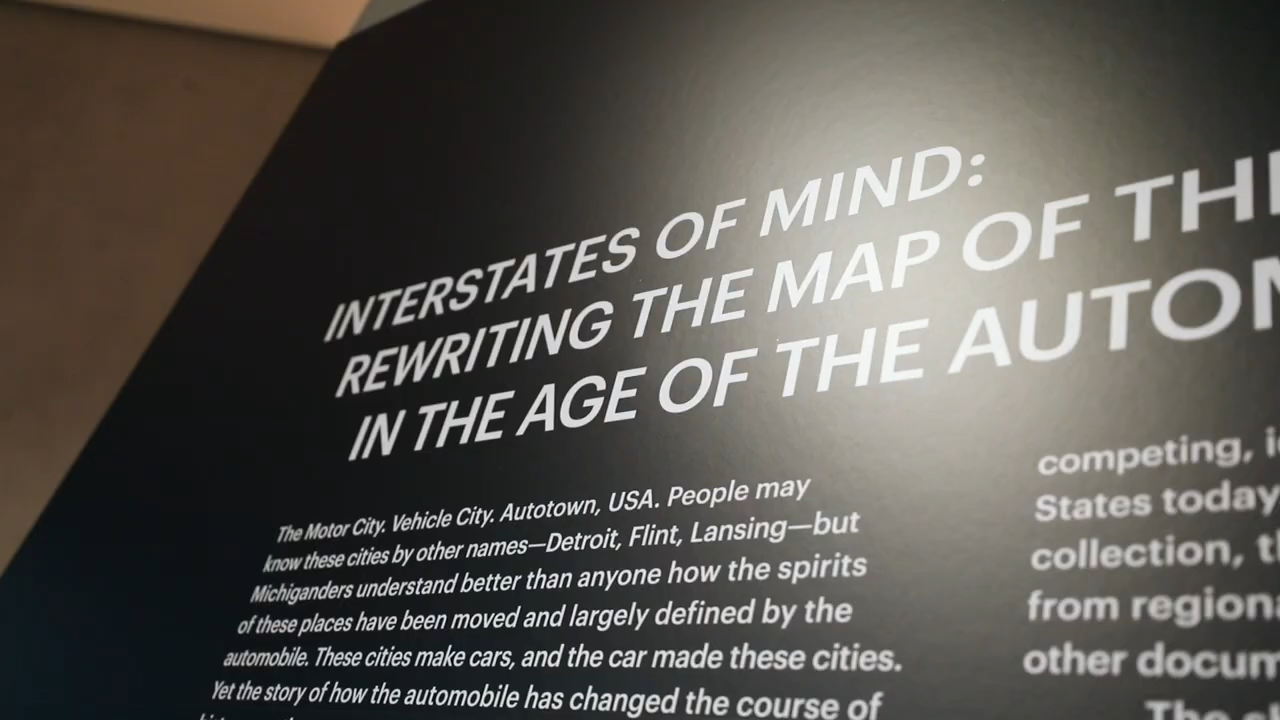 INTERSTATES OF MIND:
REWRITING THE MAP OF
IN THE AGE OF THE
The Motor City. Vehicle City. Autotown, USA. People may
know these cities by other names—Detroit, Flint, Lansing—but
Michiganders understand better than anyone how the spirits
of these places have been moved and largely defined by the
automobile. These cities make cars, and the car made these cities.
Yet the story of how the automobile has changed the course of
competing,
States today
collection,
from
other